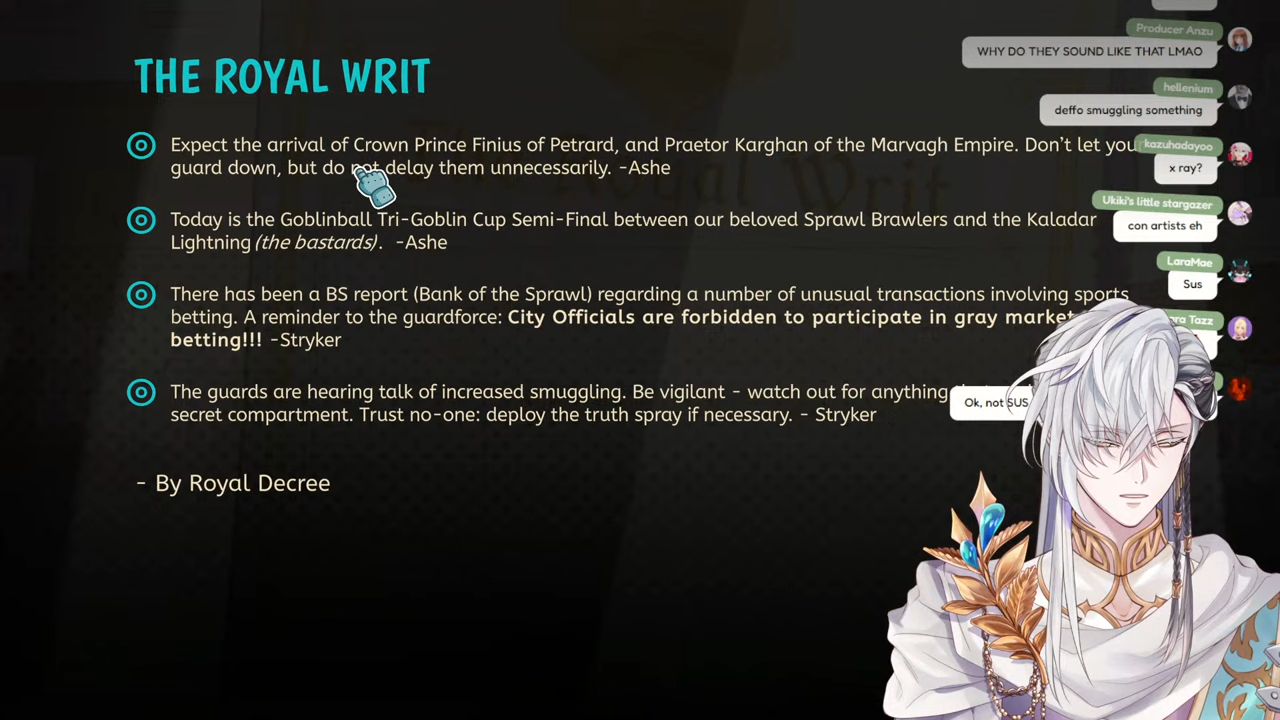 THE ROYAL WRIT
Expect the arrival of Crown Prince Finius of Petrard, and Praetor Karghan of the Marvagh Empire. Don't let you
guard down, but do not delay them unnecessarily. -Ashe
Today is the Goblinball Tri-Goblin Cup Semi-Final between our beloved Sprawl Brawlers and the Kaladar
Lightning (the bastards). -Ashe
There has been a BS report (Bank of the Sprawl) regarding a number of unusual transactions involving sports
betting. A reminder to the guardforce: City Officials are forbidden to participate in gray market
betting!!! -Stryker
The guards are hearing talk of increased smuggling. Be vigilant - watch out for anything
secret compartment. Trust no-one: deploy the truth spray if necessary. - Stryker
- By Royal Decree
Producer Anzu
WHY DO THEY SOUND LIKE THAT LMAO
hellenium
deffo smuggling something
kazuhadayoo
x ray?
Ukiki's little stargazer
con artists eh
LaraMae
Sus
Tazz
Ok, not SUS